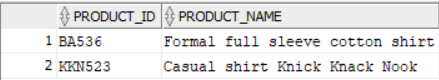 PRODUCT_ID PRODUCT_NAME
1 BA536 Formal full sleeve cotton shirt
2 KKN523 Casual shirt Knick Knack Nook